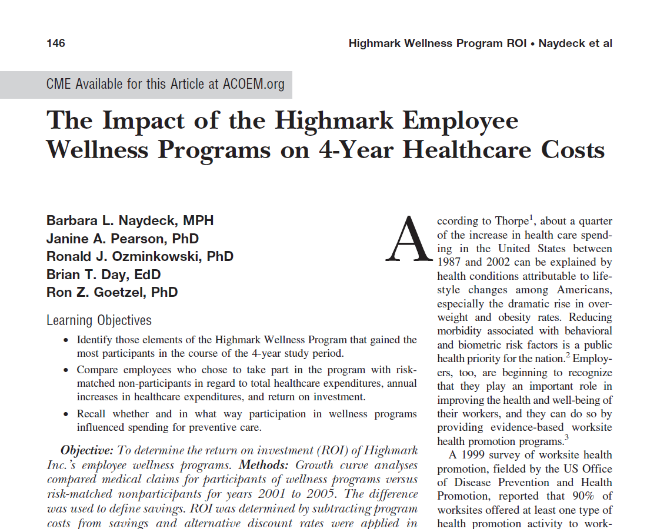 146
Highmark Wellness Program ROI • Naydeck et al
CME Available for this Article at ACOEM.org
The Impact of the Highmark Employee
Wellness Programs on 4-Year Healthcare Costs
Barbara L. Naydeck, MPH
Janine A. Pearson, PhD
Ronald J. Ozminkowski, PhD
Brian T. Day, EdD
Ron Z. Goetzel, PhD
Learning Objectives
• Identify those elements of the Highmark Wellness Program that gained the
most participants in the course of the 4-year study period.
• Compare employees who chose to take part in the program with risk-
matched non-participants in regard to total healthcare expenditures, annual
increases in healthcare expenditures, and return on investment.
• Recall whether and in what way participation in wellness programs
influenced spending for preventive care.
Objective: To determine the return on investment (ROI) of Highmark
Inc.'s employee wellness programs. Methods: Growth curve analyses
compared medical claims for participants of wellness programs versus
risk-matched nonparticipants for years 2001 to 2005. The difference
was used to define savings. ROI was determined by subtracting program
costs from savings and alternative discount rates were applied in
According to Thorpe¹, about a quarter
of the increase in health care spend-
ing in the United States between
1987 and 2002 can be explained by
health conditions attributable to life-
style changes among Americans,
especially the dramatic rise in over-
weight and obesity rates. Reducing
morbidity associated with behavioral
and biometric risk factors is a public
health priority for the nation.² Employ-
ers, too, are beginning to recognize
that they play an important role in
improving the health and well-being of
their workers, and they can do so by
providing evidence-based worksite
health promotion programs.³
A 1999 survey of worksite health
promotion, fielded by the US Office
of Disease Prevention and Health
Promotion, reported that 90% of
worksites offered at least one type of
health promotion activity to work-